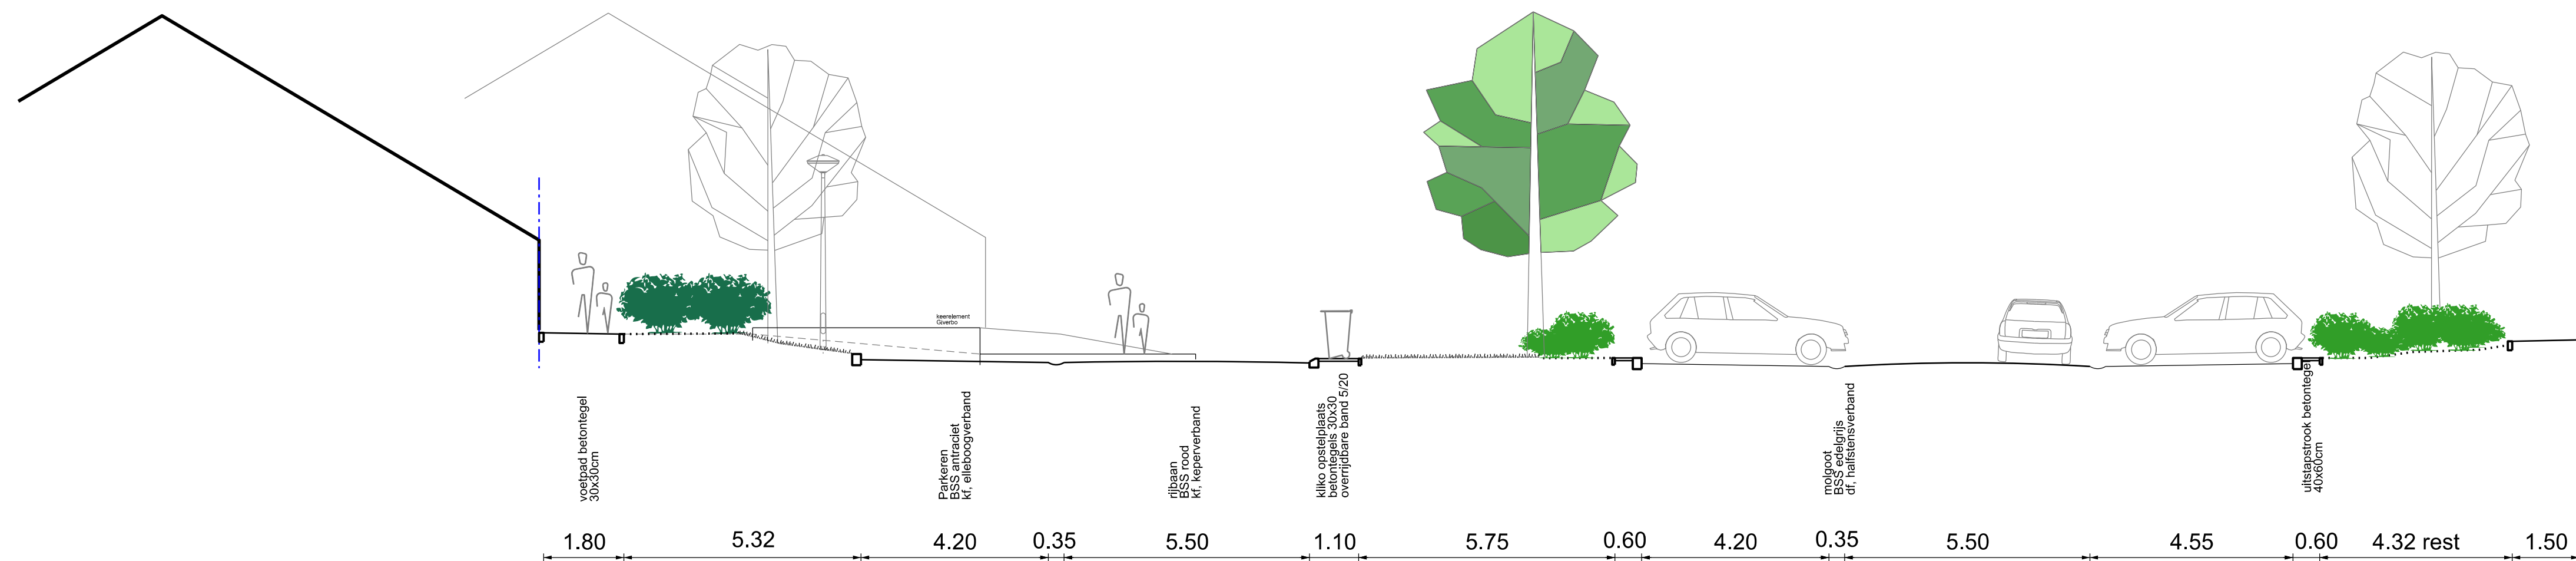 keerelement
Giverbo
voetpad betontegel
30x30cm
Parkeren
BSS antraciet
kf, elleboogverband
rijbaan
BSS rood
kf, keperverband
kliko opstelplaats
betontegels 30x30
overrijdbare band 5/20
molgoot
BSS edelgrijs
df, halfstensverband
uitstapstrook betontegel
40x60cm
1.80
5.32
4.20
0.35
5.50
1.10
5.75
0.60
4.20
0.35
5.50
4.55
0.60
4.32 rest
1.50